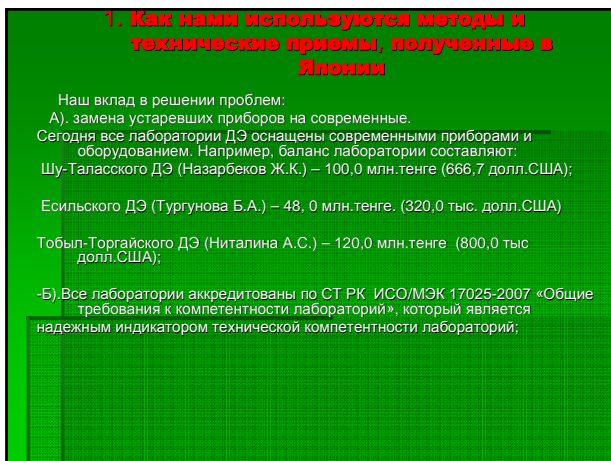 1. Как нами используются методы и
технические приемы, полученные в
Японии
Наш вклад в решении проблем:
А). замена устаревших приборов на современные.
Сегодня все лаборатории ДЭ оснащены современными приборами и
оборудованием. Например, баланс лаборатории составляют:
Шу-Таласского ДЭ (Назарбеков Ж.К.) – 100,0 млн.тенге (666,7 долл.США);
Есильского ДЭ (Тургунова Б.А.) – 48, 0 млн.тенге. (320,0 тыс. долл.США)
Тобыл-Торгайского ДЭ (Ниталина А.С.) – 120,0 млн.тенге (800,0 тыс
долл.США);
-Б).Все лаборатории аккредитованы по СТ РК ИСО/МЭК 17025-2007 «Общие
требования к компетентности лабораторий», который является
надежным индикатором технической компетентности лабораторий;